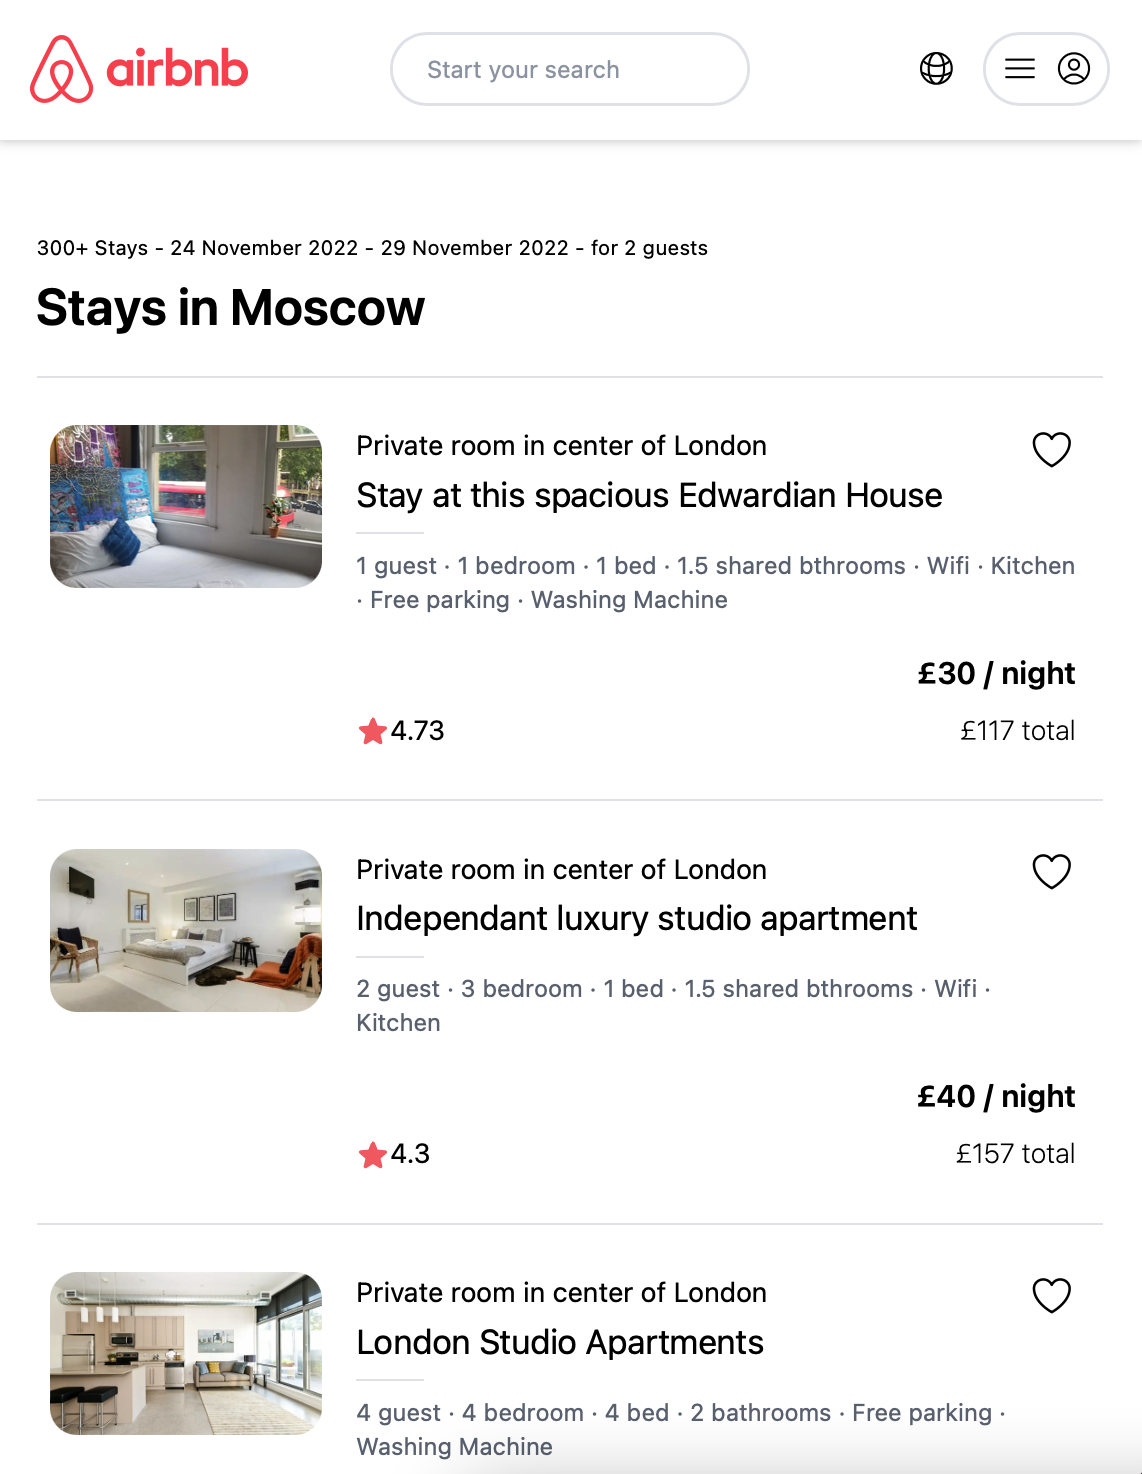 airbnb
Start your search
300+ Stays - 24 November 2022 - 29 November 2022 - for 2 guests
Stays in Moscow
Private room in center of London
Stay at this spacious Edwardian House
1 guest · 1 bedroom · 1 bed · 1.5 shared bthrooms · Wifi · Kitchen
· Free parking · Washing Machine
£30 / night
4.73
£117 total
Private room in center of London
Independant luxury studio apartment
2 guest · 3 bedroom · 1 bed · 1.5 shared bthrooms · Wifi ·
Kitchen
£40 / night
4.3
£157 total
Private room in center of London
London Studio Apartments
4 guest · 4 bedroom · 4 bed · 2 bathrooms · Free parking ·
Washing Machine